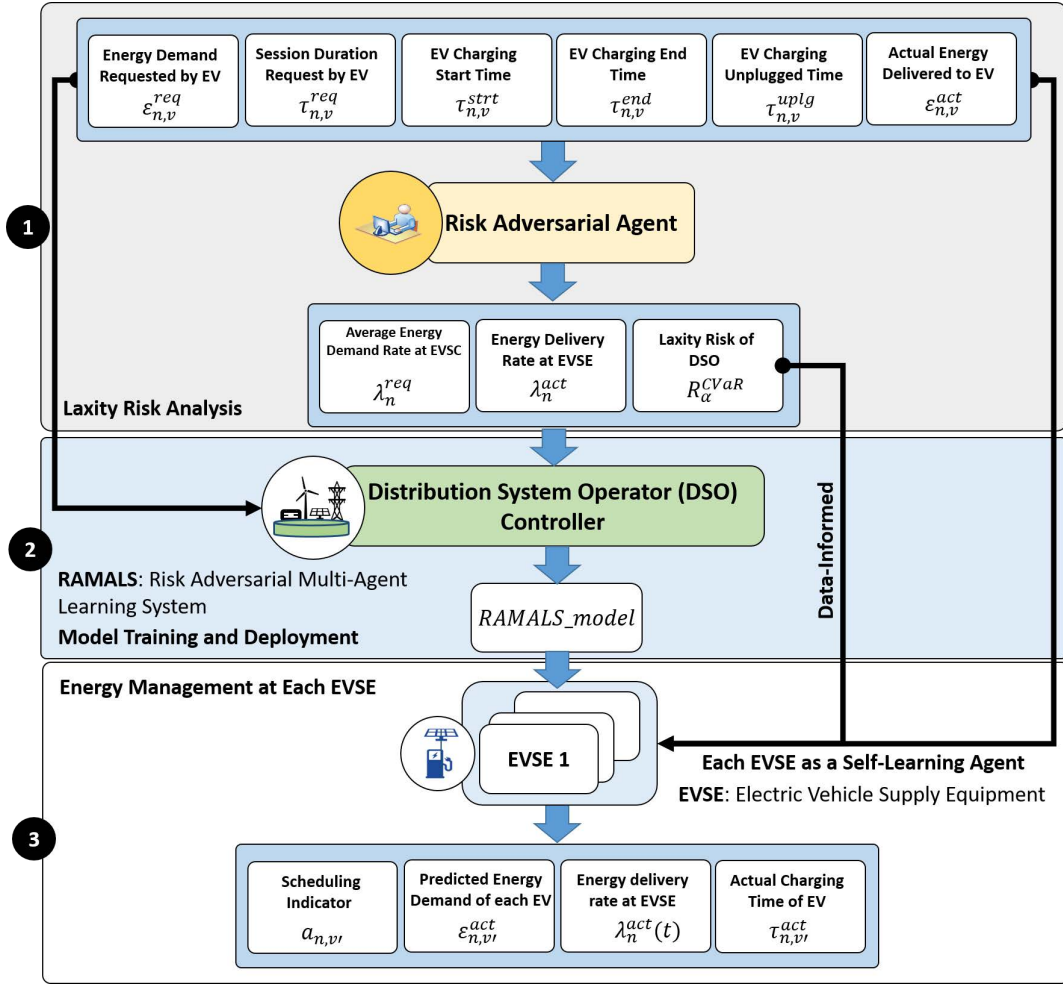 Energy Demand
Requested by EV
ε_{n,v}^{req}
Session Duration
Request by EV
τ_{n,v}^{req}
EV Charging
Start Time
τ_{n,v}^{strt}
EV Charging End
Time
τ_{n,v}^{end}
EV Charging
Unplugged Time
τ_{n,v}^{uplg}
Actual Energy
Delivered to EV
ε_{n,v}^{act}
1
Risk Adversarial Agent
Average Energy
Demand Rate at EVSC
λ_n^{req}
Energy Delivery
Rate at EVSE
λ_n^{act}
Laxity Risk of
DSO
R_α^{CVaR}
Laxity Risk Analysis
Distribution System Operator (DSO)
Controller
2
RAMALS: Risk Adversarial Multi-Agent
Learning System
Model Training and Deployment
RAMALS_model
Data-Informed
Energy Management at Each EVSE
EVSE 1
Each EVSE as a Self-Learning Agent
EVSE: Electric Vehicle Supply Equipment
3
Scheduling
Indicator
a_{n,v′}
Predicted Energy
Demand of each EV
ε_{n,v′}^{act}
Energy delivery
rate at EVSE
λ_n^{act}(t)
Actual Charging
Time of EV
τ_{n,v′}^{act}